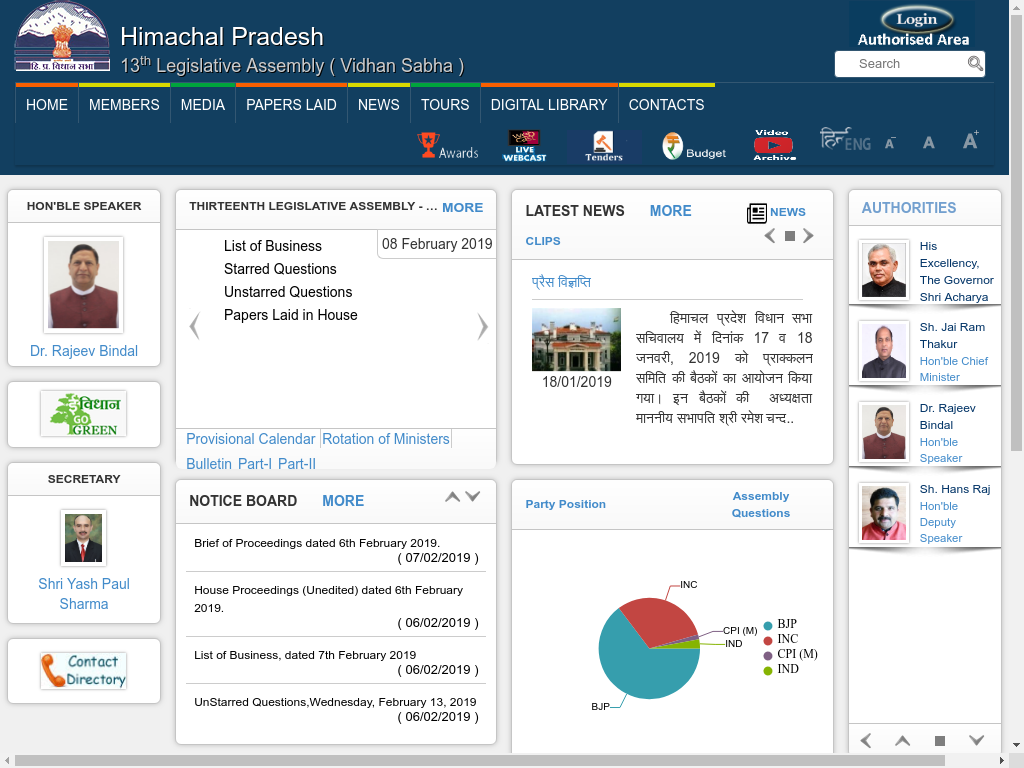 हि.प्र. विधान सभा
Himachal Pradesh
13th Legislative Assembly ( Vidhan Sabha )
Login
Authorised Area
Search
HOME MEMBERS MEDIA PAPERS LAID NEWS TOURS DIGITAL LIBRARY CONTACTS
Awards LIVE WEBCAST Tenders Budget Video Archive हिन्दी ENG A- A A+
HON'BLE SPEAKER
Dr. Rajeev Bindal
ई-विधान
GO
GREEN
SECRETARY
Shri Yash Paul
Sharma
Contact
Directory
THIRTEENTH LEGISLATIVE ASSEMBLY - ... MORE
08 February 2019
List of Business
Starred Questions
Unstarred Questions
Papers Laid in House
Provisional Calendar Rotation of Ministers
Bulletin Part-I Part-II
NOTICE BOARD MORE
Brief of Proceedings dated 6th February 2019.
( 07/02/2019 )
House Proceedings (Unedited) dated 6th February
2019.
( 06/02/2019 )
List of Business, dated 7th February 2019
( 06/02/2019 )
UnStarred Questions,Wednesday, February 13, 2019
( 06/02/2019 )
LATEST NEWS MORE NEWS
CLIPS
प्रैस विज्ञप्ति
18/01/2019
हिमाचल प्रदेश विधान सभा
सचिवालय में दिनांक 17 व 18
जनवरी, 2019 को प्राक्कलन
समिति की बैठकों का आयोजन किया
गया। इन बैठकों की अध्यक्षता
माननीय सभापति श्री रमेश चन्द..
Party Position
Assembly
Questions
INC
CPI (M)
IND
BJP
BJP
INC
CPI (M)
IND
AUTHORITIES
His
Excellency,
The Governor
Shri Acharya
Sh. Jai Ram
Thakur
Hon'ble Chief
Minister
Dr. Rajeev
Bindal
Hon'ble
Speaker
Sh. Hans Raj
Hon'ble
Deputy
Speaker